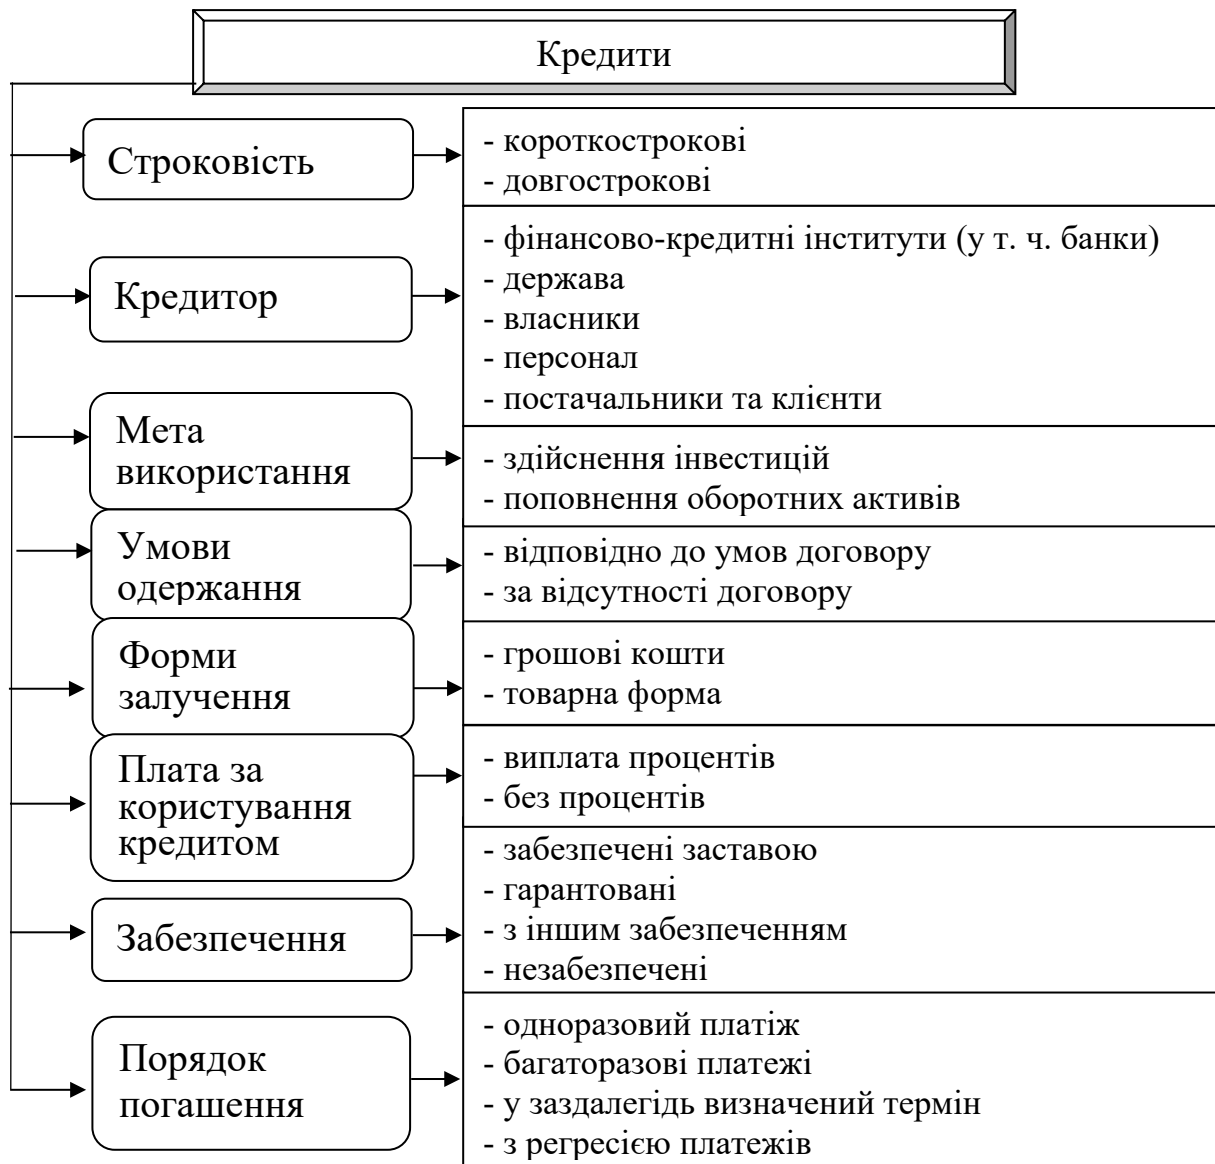 Кредити
Строковість
- короткострокові
- довгострокові
Кредитор
- фінансово-кредитні інститути (у т. ч. банки)
- держава
- власники
- персонал
- постачальники та клієнти
Мета
використання
- здійснення інвестицій
- поповнення оборотних активів
Умови
одержання
- відповідно до умов договору
- за відсутності договору
Форми
залучення
- грошові кошти
- товарна форма
Плата за
користування
кредитом
- виплата процентів
- без процентів
Забезпечення
- забезпечені заставою
- гарантовані
- з іншим забезпеченням
- незабезпечені
Порядок
погашення
- одноразовий платіж
- багаторазові платежі
- у заздалегідь визначений термін
- з регресією платежів